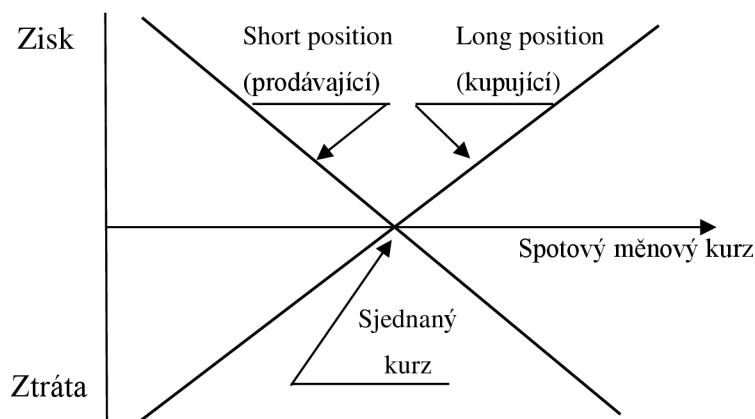 Zisk
Short position
(prodávající)
Long position
(kupující)
Spotový měnový kurz
Sjednaný
kurz
Ztráta